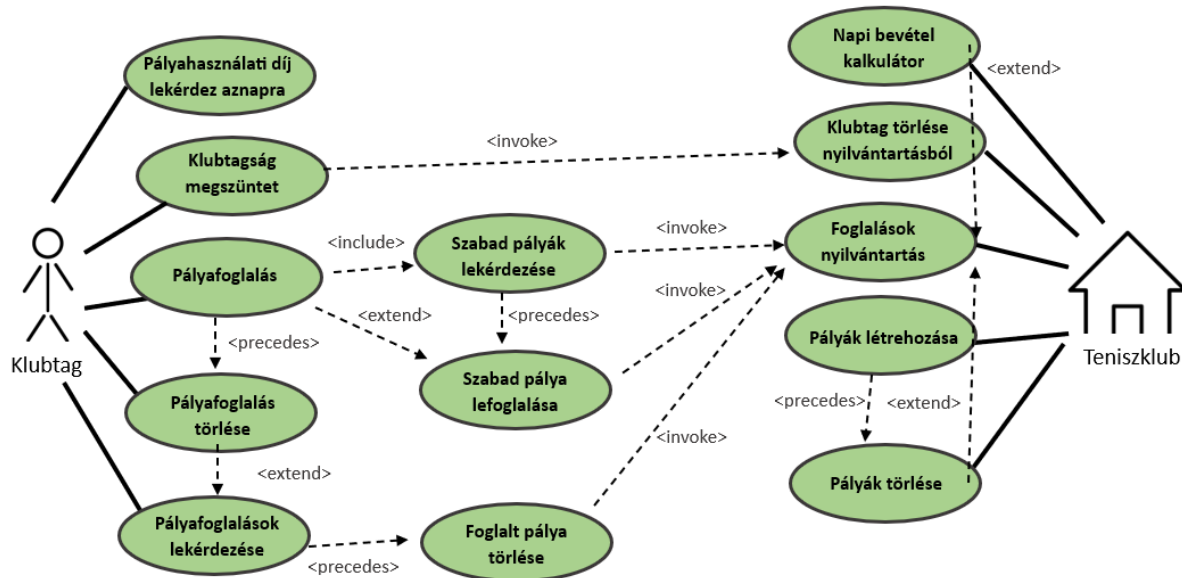 Pályahasználati díj
lekérdez aznapra
Napi bevétel
kalkulátor
<extend>
Klubtagság
megszüntet
<invoke>
Klubtag törlése
nyilvántartásból
Pályafoglalás
<include>
Szabad pályák
lekérdezése
<invoke>
Foglalások
nyilvántartás
<extend>
<precedes>
<invoke>
<precedes>
Pályák létrehozása
Klubtag
Teniszklub
Pályafoglalás
törlése
Szabad pálya
lefoglalása
<precedes>
<extend>
<invoke>
<extend>
Pályák törlése
Pályafoglalások
lekérdezése
<precedes>
Foglalt pálya
törlése